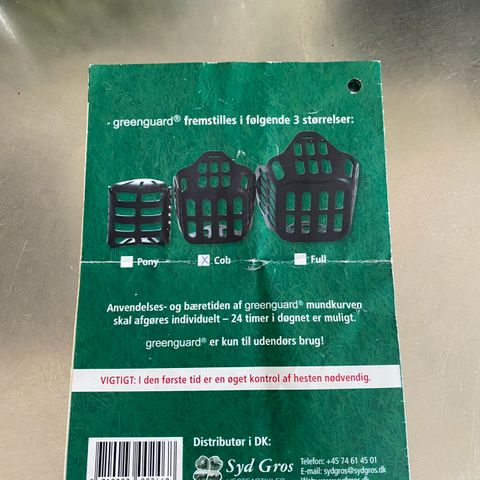 greenguard® fremstilles i følgende 3 størrelser:
Pony
Cob
Full
Anvendelses- og bæretiden af greenguard® mundkurven
skal afgøres individuelt – 24 timer i døgnet er muligt.
greenguard® er kun til udendørs brug!
VIGTIGT: I den første tid er en øget kontrol af hesten nødvendig.
Distributør i DK:
Syd Gros
Telefon: +45 74 61 45 01
E-mail: sydgros@sydgros.dk